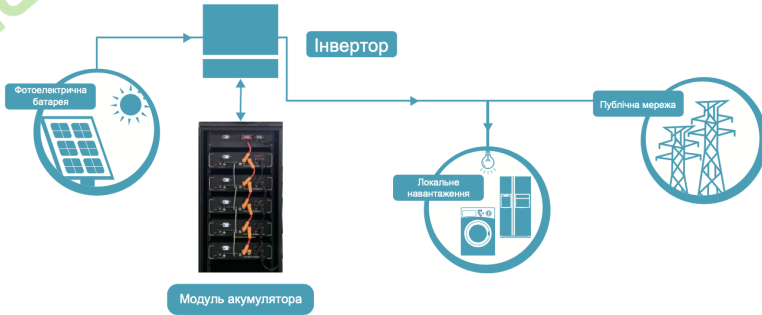 Інвертор
Фотоелектрична
батарея
Публічна мережа
Локальне
навантаження
Модуль акумулятора